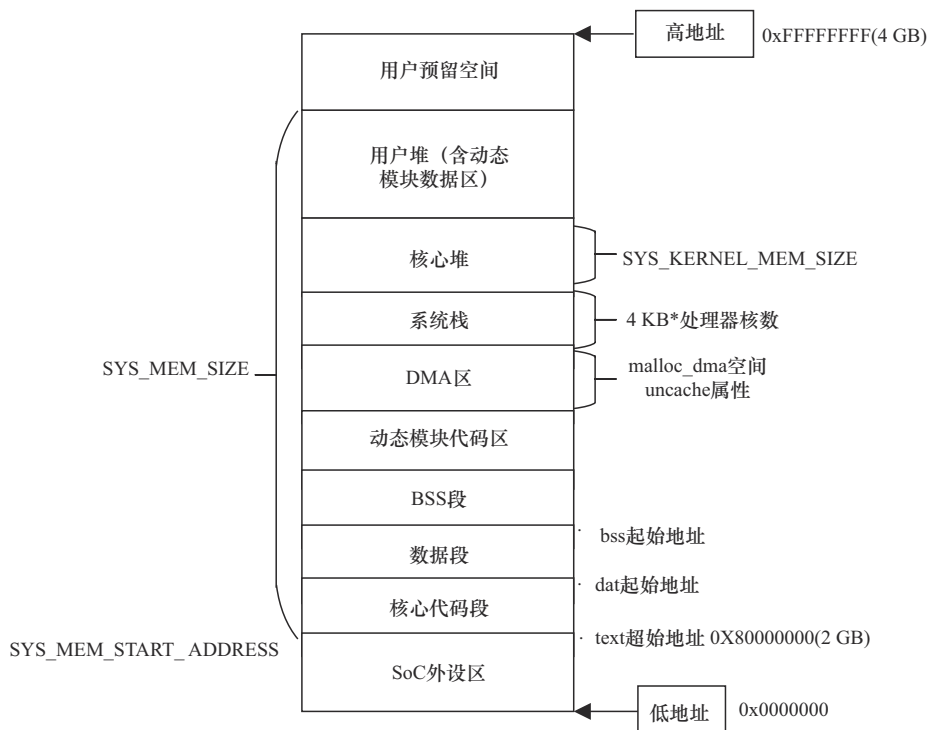 高地址
0xFFFFFFFF(4 GB)
用户预留空间
用户堆（含动态
模块数据区）
核心堆
SYS_KERNEL_MEM_SIZE
系统栈
4 KB*处理器核数
SYS_MEM_SIZE
DMA区
malloc_dma空间
uncache属性
动态模块代码区
BSS段
bss起始地址
数据段
dat起始地址
核心代码段
text超始地址 0X80000000(2 GB)
SYS_MEM_START_ ADDRESS
SoC外设区
低地址
0x0000000